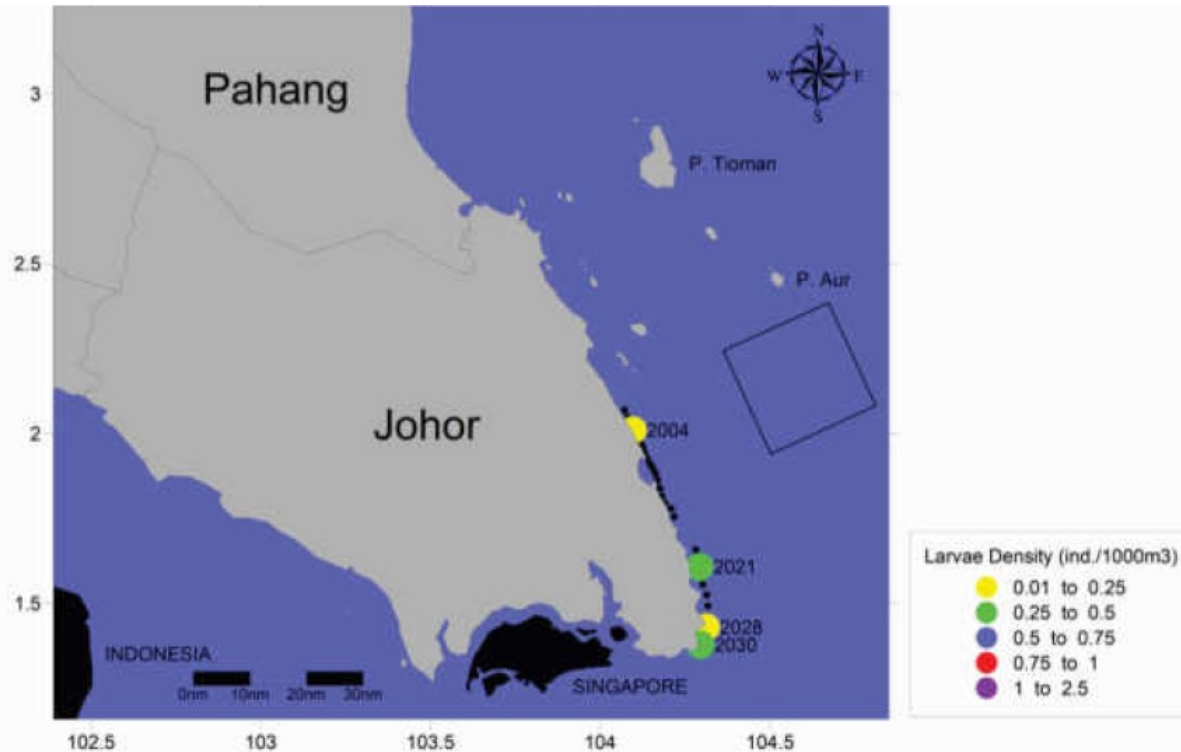 N
W E
S
3
Pahang
P. Tioman
2.5
P. Aur
Johor
2
2004
2021
1.5
2028
2030
INDONESIA
0nm 10nm 20nm 30nm
SINGAPORE
102.5 103 103.5 104 104.5
Larvae Density (ind./1000m3)
0.01 to 0.25
0.25 to 0.5
0.5 to 0.75
0.75 to 1
1 to 2.5